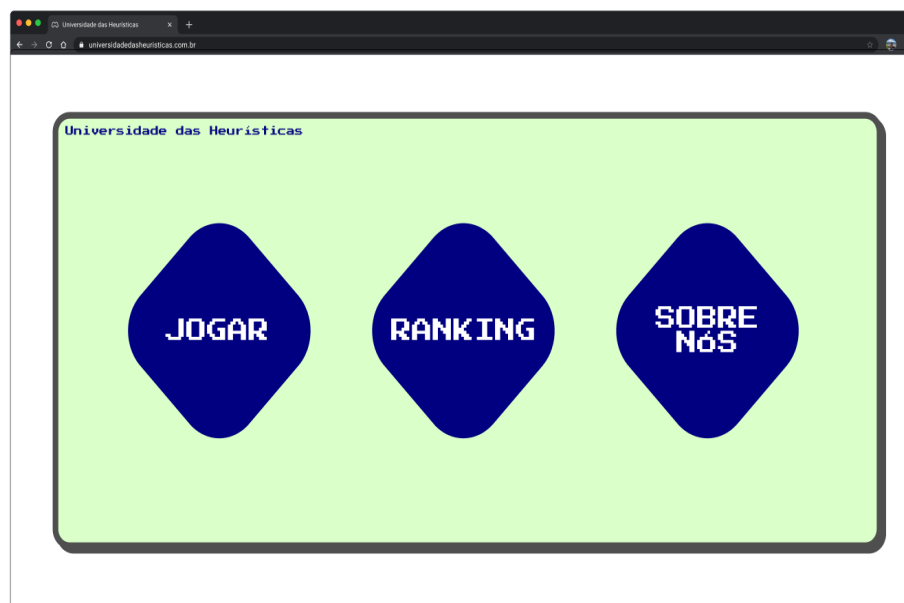 Universidade das Heurísticas
universidadedasheuristicas.com.br
Universidade das Heurísticas
JOGAR
RANKING
SOBRE
NóS